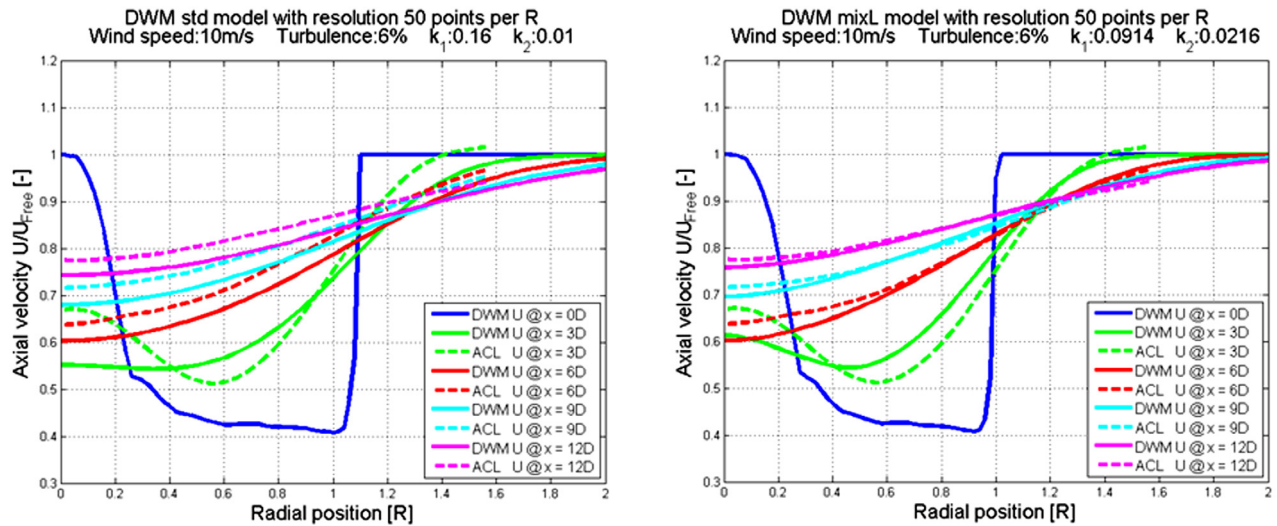 DWM std model with resolution 50 points per R
Wind speed:10m/s Turbulence:6% k1:0.16 k2:0.01
1.2
1.1
1
0.9
0.8
0.7
0.6
0.5
0.4
0.3
Axial velocity U/UFree [-]
DWM U @ x = 0D
DWM U @ x = 3D
ACL U @ x = 3D
DWM U @ x = 6D
ACL U @ x = 6D
DWM U @ x = 9D
ACL U @ x = 9D
DWM U @ x = 12D
ACL U @ x = 12D
0 0.2 0.4 0.6 0.8 1 1.2 1.4 1.6 1.8 2
Radial position [R]
DWM mixL model with resolution 50 points per R
Wind speed:10m/s Turbulence:6% k1:0.0914 k2:0.0216
1.2
1.1
1
0.9
0.8
0.7
0.6
0.5
0.4
0.3
Axial velocity U/UFree [-]
DWM U @ x = 0D
DWM U @ x = 3D
ACL U @ x = 3D
DWM U @ x = 6D
ACL U @ x = 6D
DWM U @ x = 9D
ACL U @ x = 9D
DWM U @ x = 12D
ACL U @ x = 12D
0 0.2 0.4 0.6 0.8 1 1.2 1.4 1.6 1.8 2
Radial position [R]